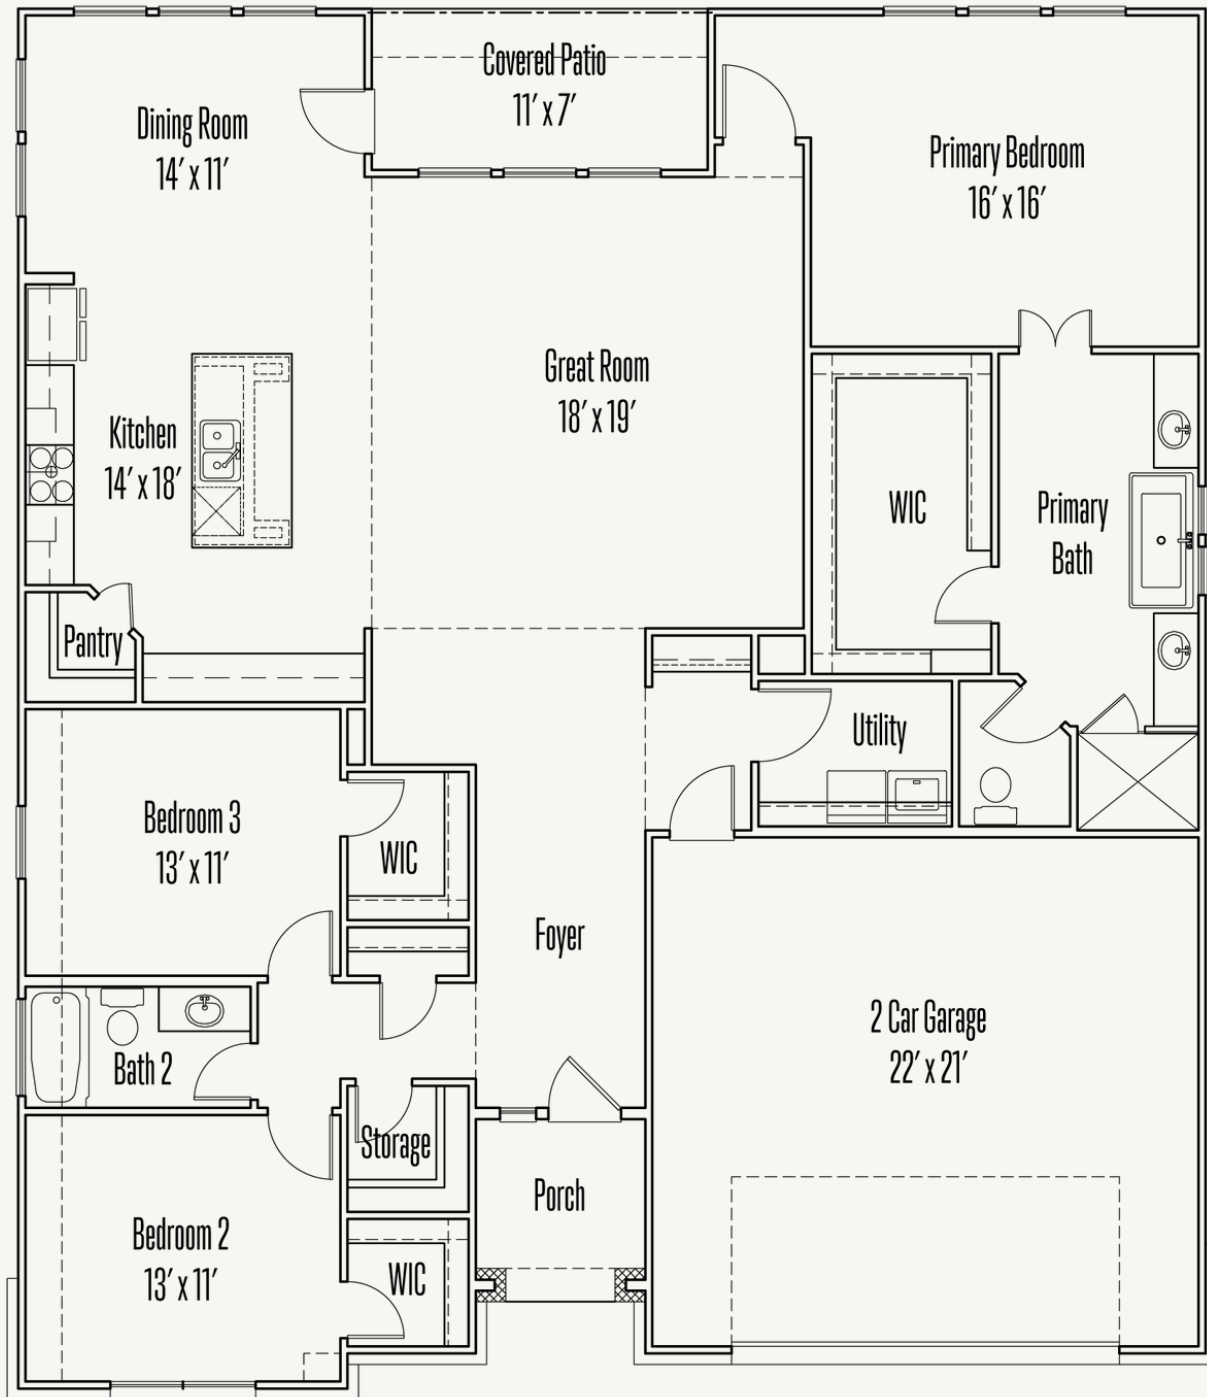 Covered Patio
11' x 7'
Dining Room
14' x 11'
Primary Bedroom
16' x 16'
Great Room
18' x 19'
Kitchen
14' x 18'
WIC
Primary
Bath
Pantry
Utility
Bedroom 3
13' x 11'
WIC
Foyer
2 Car Garage
22' x 21'
Bath 2
Storage
Porch
Bedroom 2
13' x 11'
WIC